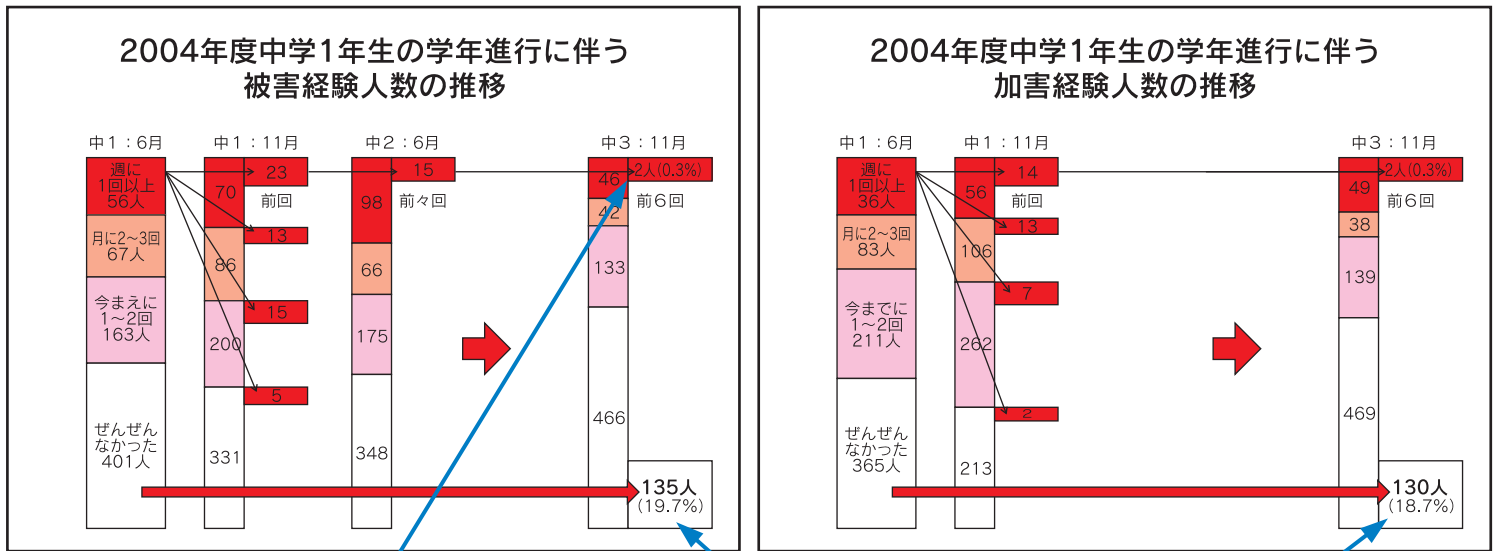 2004年度中学1年生の学年進行に伴う
被害経験人数の推移
中1：6月
中1：11月
中2：6月
中3：11月
週に
1回以上
56人
月に2〜3回
67人
今まえに
1〜2回
163人
ぜんぜん
なかった
401人
70
86
200
331
23
前回
13
15
5
98
66
175
348
15
前々回
46
42
133
466
2人(0.3%)
前6回
135人
(19.7%)
2004年度中学1年生の学年進行に伴う
加害経験人数の推移
中1：6月
中1：11月
中3：11月
週に
1回以上
36人
月に2〜3回
83人
今までに
1〜2回
211人
ぜんぜん
なかった
365人
56
106
262
213
14
前回
13
7
2
49
38
139
469
2人(0.3%)
前6回
130人
(18.7%)